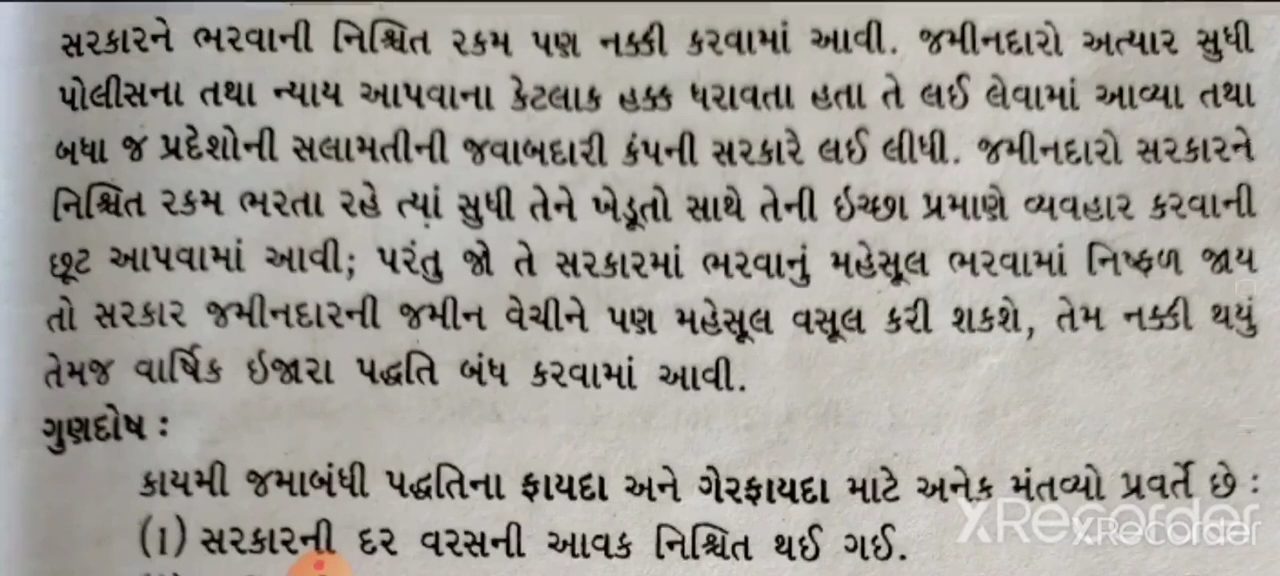 સરકારને ભરવાની નિશ્ચિત રકમ પણ નક્કી કરવામાં આવી. જમીનદારો અત્યાર સુધી
પોલીસના તથા ન્યાય આપવાના કેટલાક હક્ક ધરાવતા હતા તે લઈ લેવામાં આવ્યા તથા
બધા જ પ્રદેશોની સલામતીની જવાબદારી કંપની સરકારે લઈ લીધી. જમીનદારો સરકારને
નિશ્ચિત રકમ ભરતા રહે ત્યાં સુધી તેને ખેડૂતો સાથે તેની ઇચ્છા પ્રમાણે વ્યવહાર કરવાની
છૂટ આપવામાં આવી; પરંતુ જો તે સરકારમાં ભરવાનું મહેસૂલ ભરવામાં નિષ્ફળ જાય
તો સરકાર જમીનદારની જમીન વેચીને પણ મહેસૂલ વસૂલ કરી શકશે, તેમ નક્કી થયું
તેમજ વાર્ષિક ઇજારા પદ્ધતિ બંધ કરવામાં આવી.
ગુણદોષ :
કાયમી જમાબંધી પદ્ધતિના ફાયદા અને ગેરફાયદા માટે અનેક મંતવ્યો પ્રવર્તે છે :
(1) સરકારની દર વરસની આવક નિશ્ચિત થઈ ગઈ.
XRecorder
XRecorder